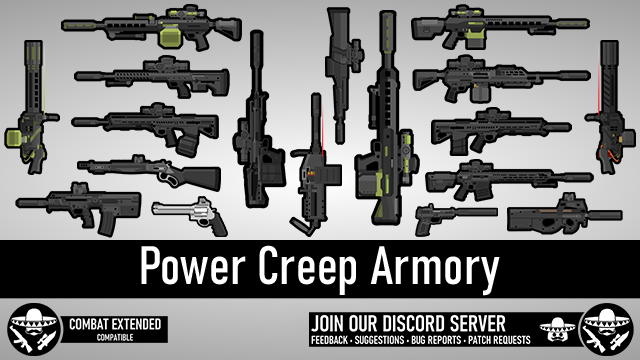 Power Creep Armory
COMBAT EXTENDED
COMPATIBLE
JOIN OUR DISCORD SERVER
FEEDBACK • SUGGESTIONS • BUG REPORTS • PATCH REQUESTS